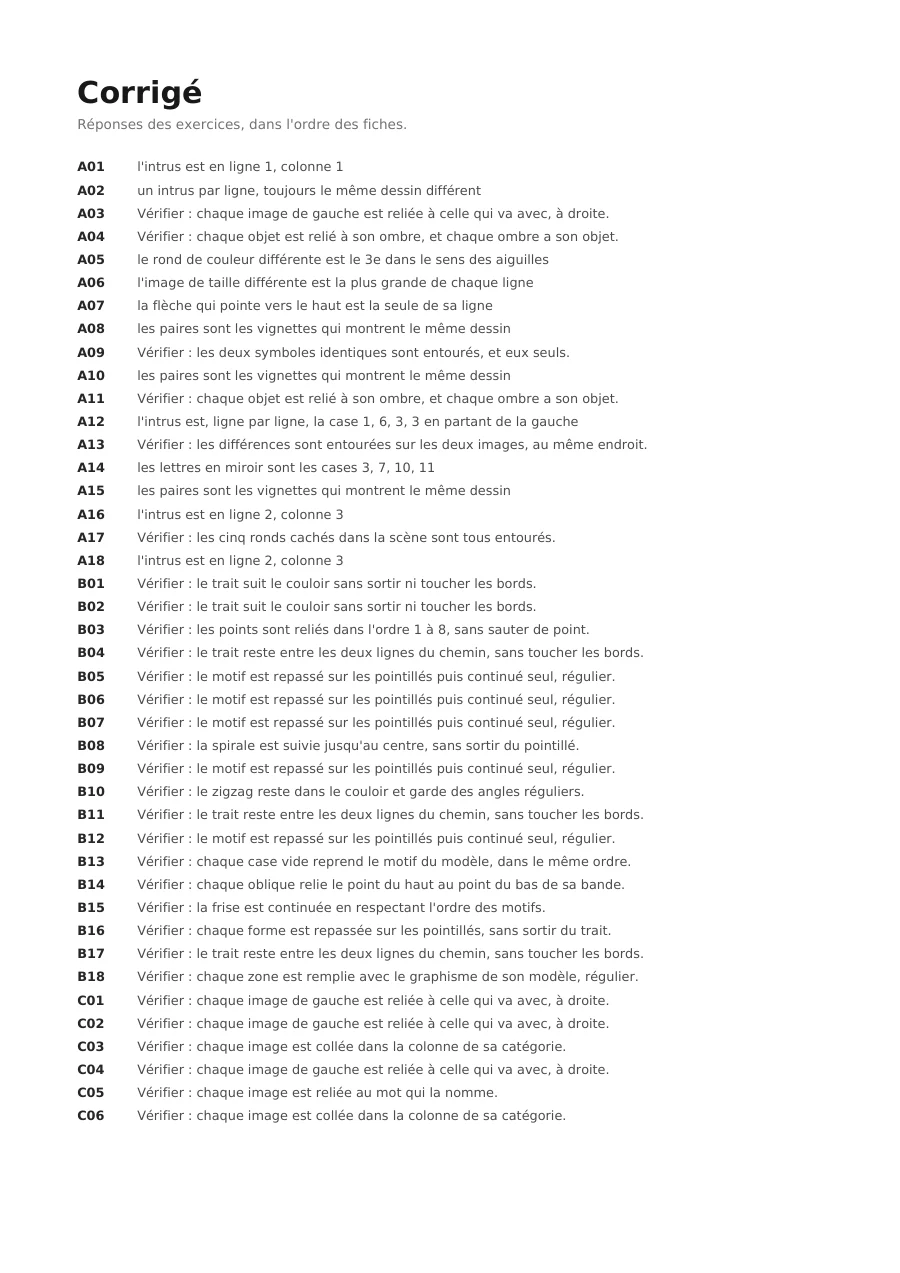 Corrigé
Réponses des exercices, dans l'ordre des fiches.
A01 l'intrus est en ligne 1, colonne 1
A02 un intrus par ligne, toujours le même dessin différent
A03 Vérifier : chaque image de gauche est reliée à celle qui va avec, à droite.
A04 Vérifier : chaque objet est relié à son ombre, et chaque ombre a son objet.
A05 le rond de couleur différente est le 3e dans le sens des aiguilles
A06 l'image de taille différente est la plus grande de chaque ligne
A07 la flèche qui pointe vers le haut est la seule de sa ligne
A08 les paires sont les vignettes qui montrent le même dessin
A09 Vérifier : les deux symboles identiques sont entourés, et eux seuls.
A10 les paires sont les vignettes qui montrent le même dessin
A11 Vérifier : chaque objet est relié à son ombre, et chaque ombre a son objet.
A12 l'intrus est, ligne par ligne, la case 1, 6, 3, 3 en partant de la gauche
A13 Vérifier : les différences sont entourées sur les deux images, au même endroit.
A14 les lettres en miroir sont les cases 3, 7, 10, 11
A15 les paires sont les vignettes qui montrent le même dessin
A16 l'intrus est en ligne 2, colonne 3
A17 Vérifier : les cinq ronds cachés dans la scène sont tous entourés.
A18 l'intrus est en ligne 2, colonne 3
B01 Vérifier : le trait suit le couloir sans sortir ni toucher les bords.
B02 Vérifier : le trait suit le couloir sans sortir ni toucher les bords.
B03 Vérifier : les points sont reliés dans l'ordre 1 à 8, sans sauter de point.
B04 Vérifier : le trait reste entre les deux lignes du chemin, sans toucher les bords.
B05 Vérifier : le motif est repassé sur les pointillés puis continué seul, régulier.
B06 Vérifier : le motif est repassé sur les pointillés puis continué seul, régulier.
B07 Vérifier : le motif est repassé sur les pointillés puis continué seul, régulier.
B08 Vérifier : la spirale est suivie jusqu'au centre, sans sortir du pointillé.
B09 Vérifier : le motif est repassé sur les pointillés puis continué seul, régulier.
B10 Vérifier : le zigzag reste dans le couloir et garde des angles réguliers.
B11 Vérifier : le trait reste entre les deux lignes du chemin, sans toucher les bords.
B12 Vérifier : le motif est repassé sur les pointillés puis continué seul, régulier.
B13 Vérifier : chaque case vide reprend le motif du modèle, dans le même ordre.
B14 Vérifier : chaque oblique relie le point du haut au point du bas de sa bande.
B15 Vérifier : la frise est continuée en respectant l'ordre des motifs.
B16 Vérifier : chaque forme est repassée sur les pointillés, sans sortir du trait.
B17 Vérifier : le trait reste entre les deux lignes du chemin, sans toucher les bords.
B18 Vérifier : chaque zone est remplie avec le graphisme de son modèle, régulier.
C01 Vérifier : chaque image de gauche est reliée à celle qui va avec, à droite.
C02 Vérifier : chaque image de gauche est reliée à celle qui va avec, à droite.
C03 Vérifier : chaque image est collée dans la colonne de sa catégorie.
C04 Vérifier : chaque image de gauche est reliée à celle qui va avec, à droite.
C05 Vérifier : chaque image est reliée au mot qui la nomme.
C06 Vérifier : chaque image est collée dans la colonne de sa catégorie.